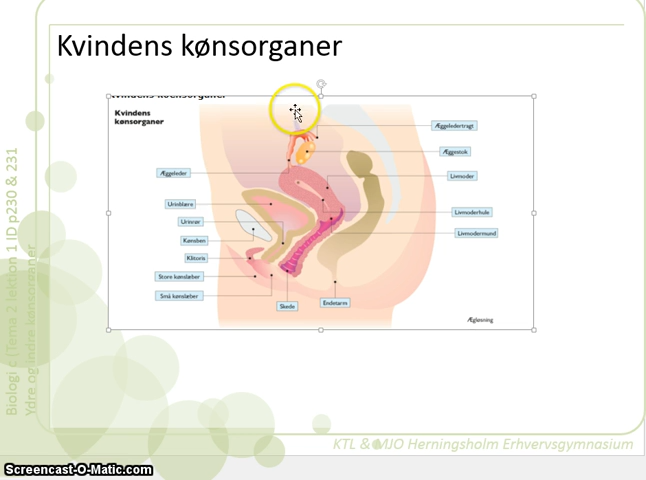 Kvindens kønsorganer
Kvindens
kønsorganer
Æggeledertragt
Æggestok
Livmoder
Livmoderhule
Livmodermund
Æggeleder
Urinblære
Urinrør
Kønsben
Klitoris
Store kønslæber
Små kønslæber
Skede
Endetarm
Ægløsning
Biologi c (Tema 2 lektion 1 ID p230 & 231
Ydre og indre kønsorganer
KTL & MJO Herningsholm Erhvervsgymnasium
Screencast-O-Matic.com